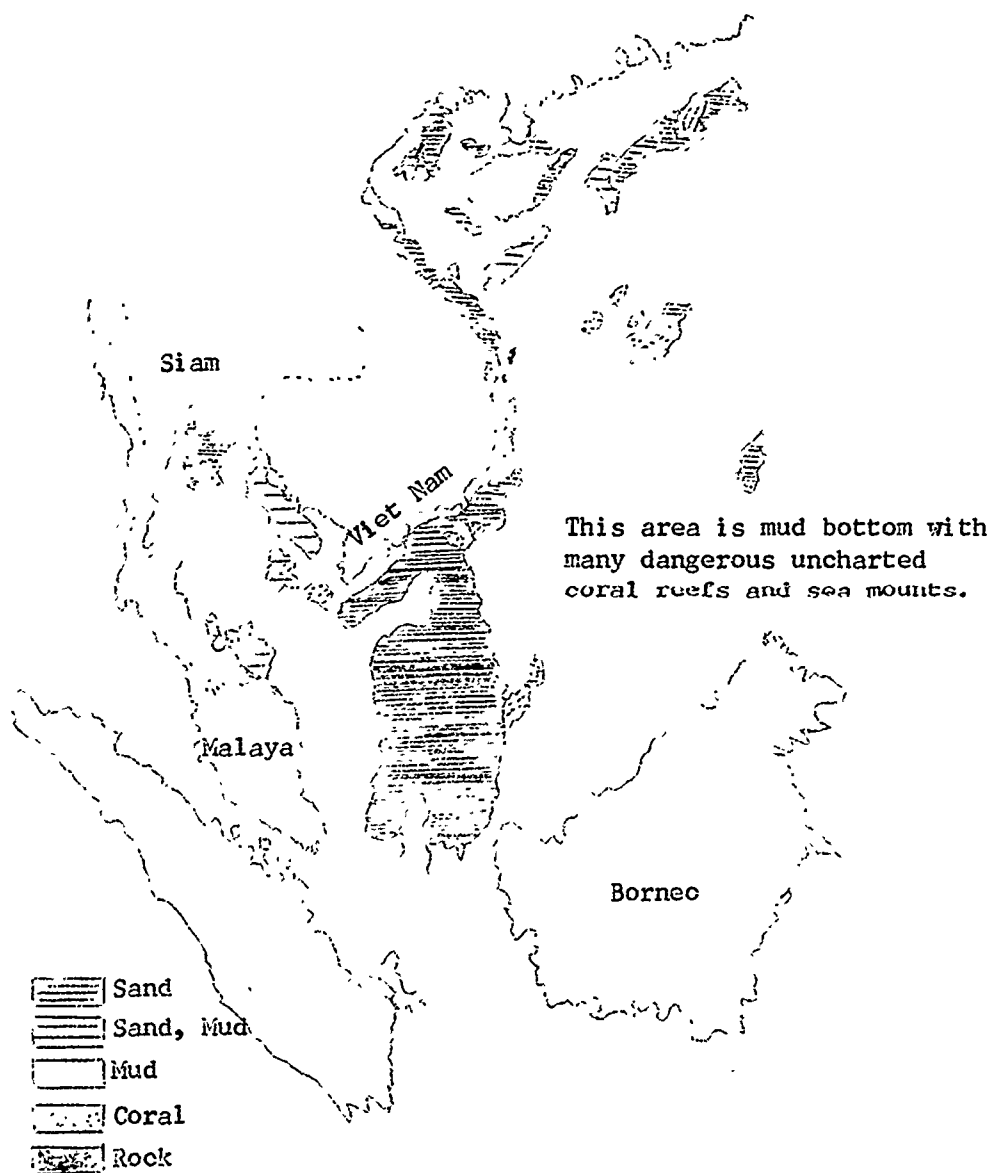 Siam
Viet Nam
This area is mud bottom with
many dangerous uncharted
coral reefs and sea mounts.
Malaya
Borneo
Sand
Sand, Mud
Mud
Coral
Rock